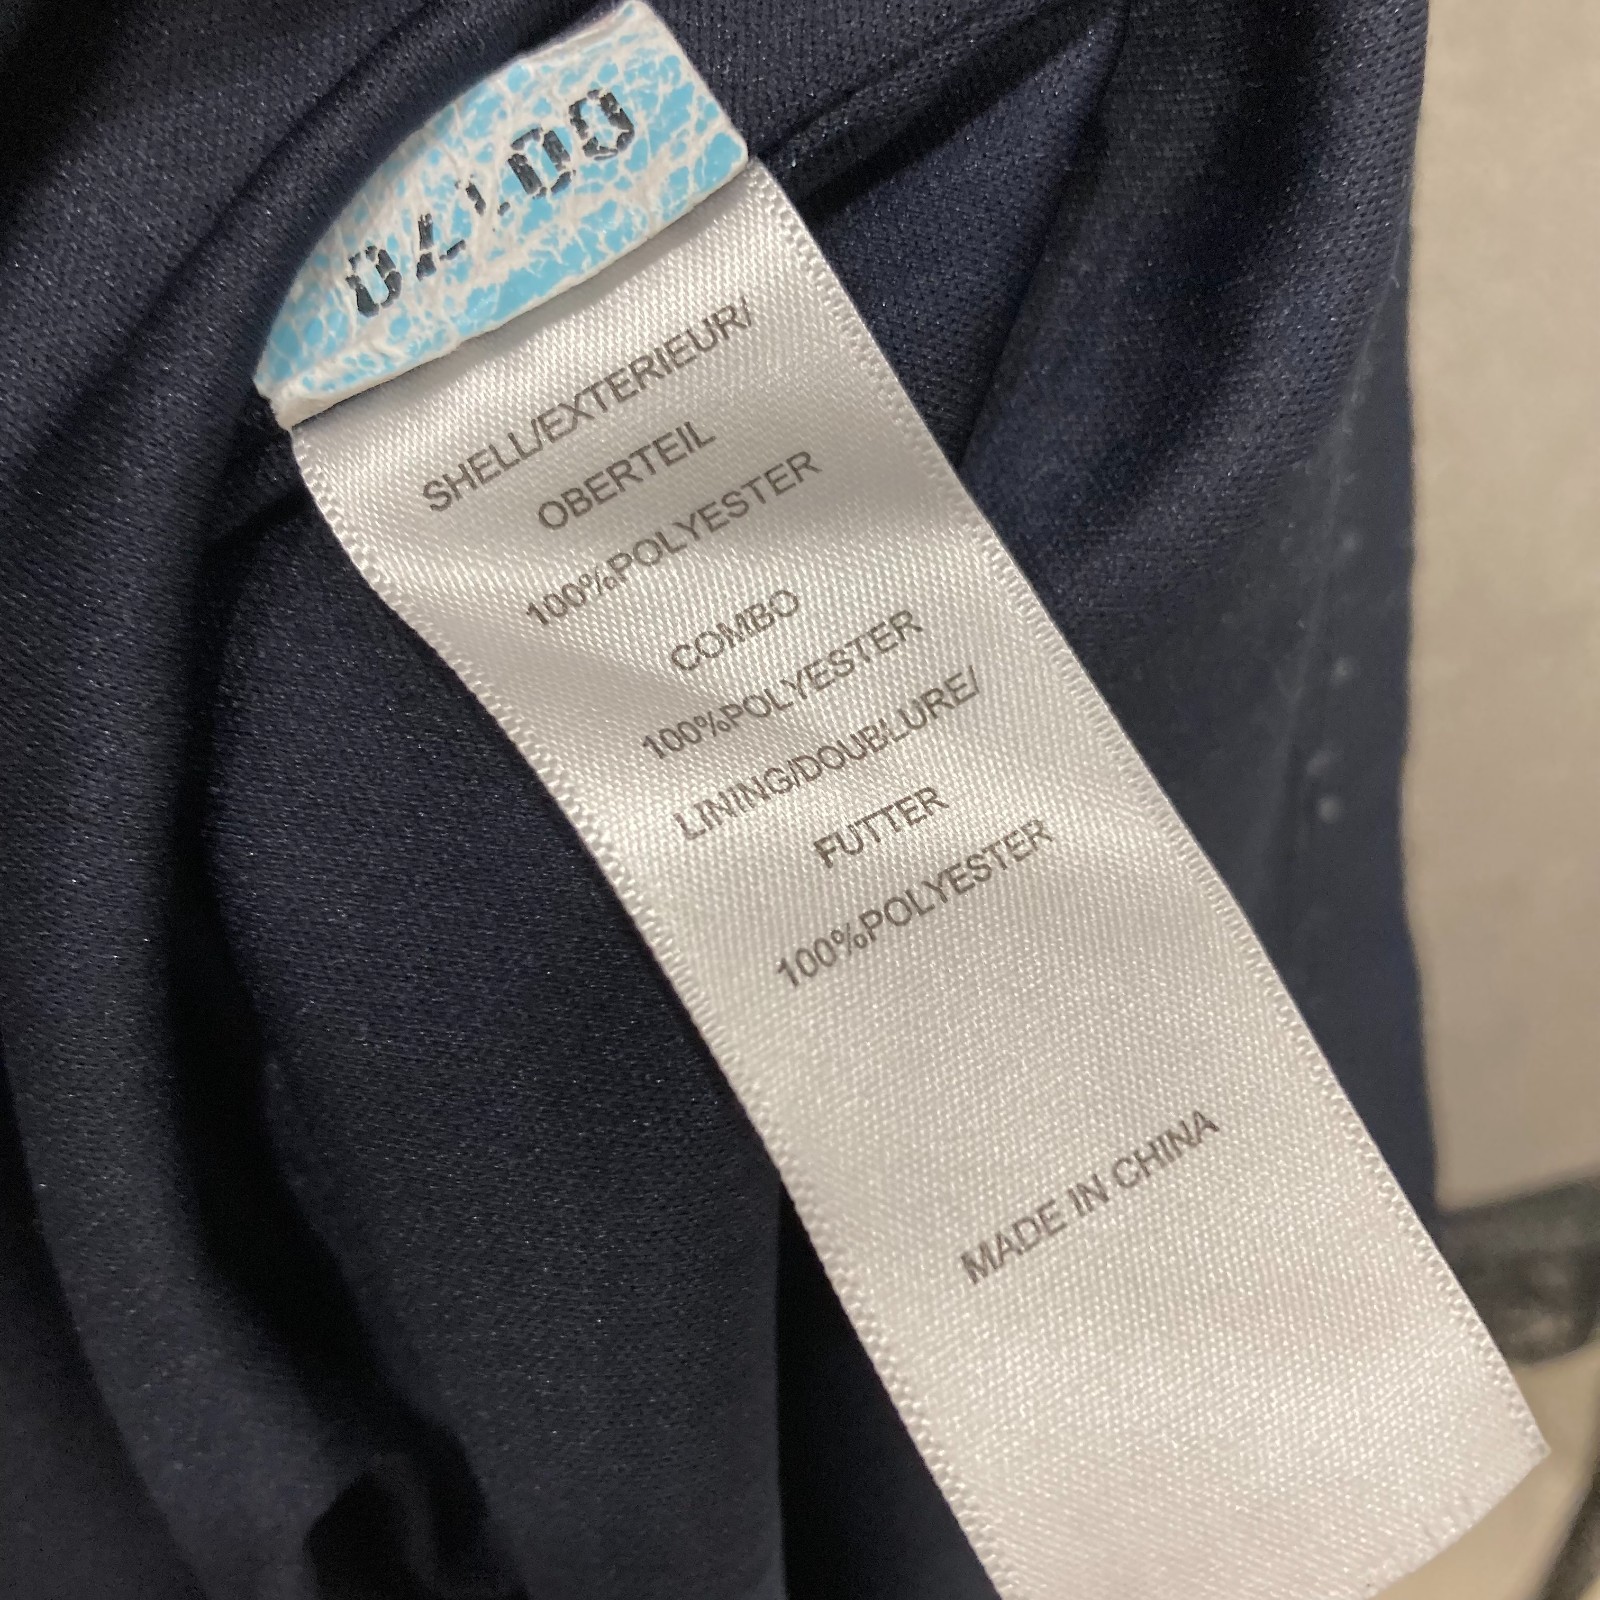 SHELL/EXTERIEUR/
OBERTEIL
100%POLYESTER
COMBO
100%POLYESTER
LINING/DOUBLURE/
FUTTER
100%POLYESTER
MADE IN CHINA